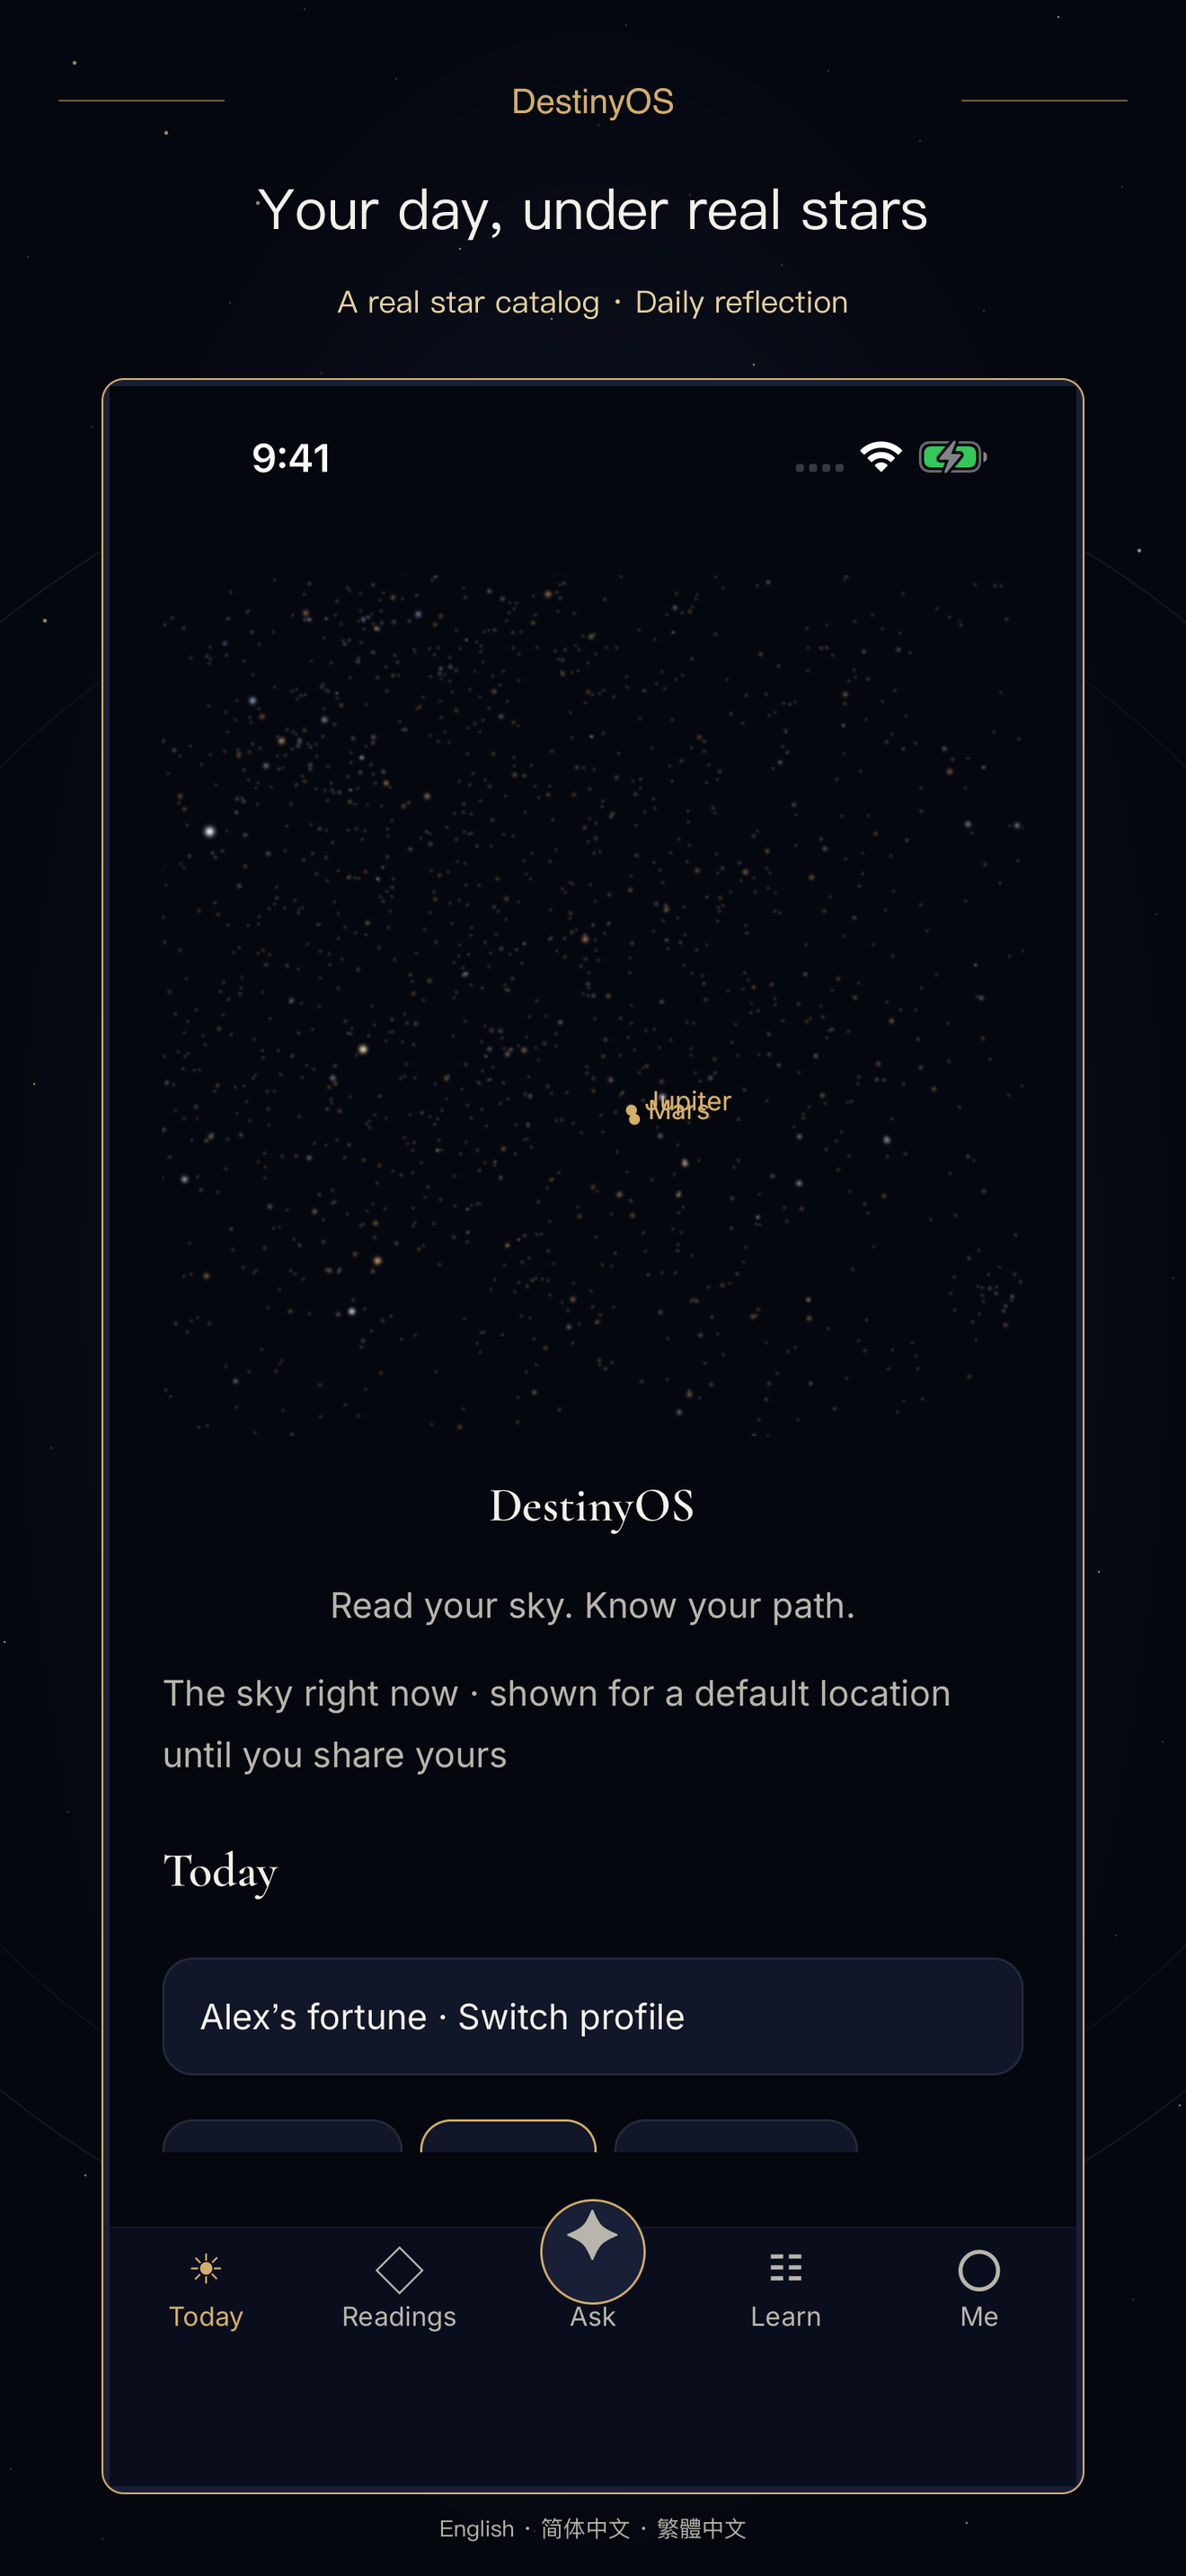 DestinyOS
Your day, under real stars
A real star catalog · Daily reflection
9:41
Jupiter
Mars
DestinyOS
Read your sky. Know your path.
The sky right now · shown for a default location
until you share yours
Today
Alex’s fortune · Switch profile
Today
Readings
Ask
Learn
Me
English · 简体中文 · 繁體中文